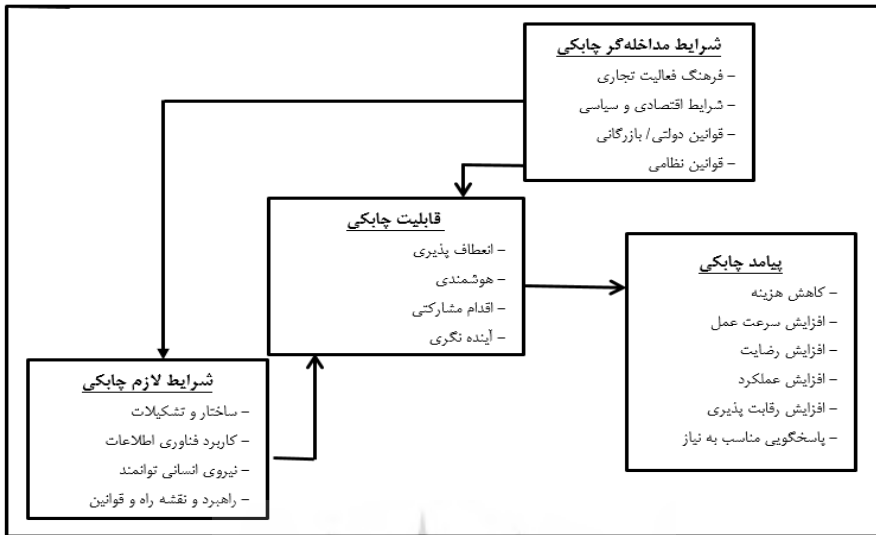 شرایط مداخله‌گر چابکی
- فرهنگ فعالیت تجاری
- شرایط اقتصادی و سیاسی
- قوانین دولتی/ بازرگانی
- قوانین نظامی
قابلیت چابکی
- انعطاف پذیری
- هوشمندی
- اقدام مشارکتی
- آینده نگری
پیامد چابکی
- کاهش هزینه
- افزایش سرعت عمل
- افزایش رضایت
- افزایش عملکرد
- افزایش رقابت پذیری
- پاسخگویی مناسب به نیاز
شرایط لازم چابکی
- ساختار و تشکیلات
- کاربرد فناوری اطلاعات
- نیروی انسانی توانمند
- راهبرد و نقشه راه و قوانین